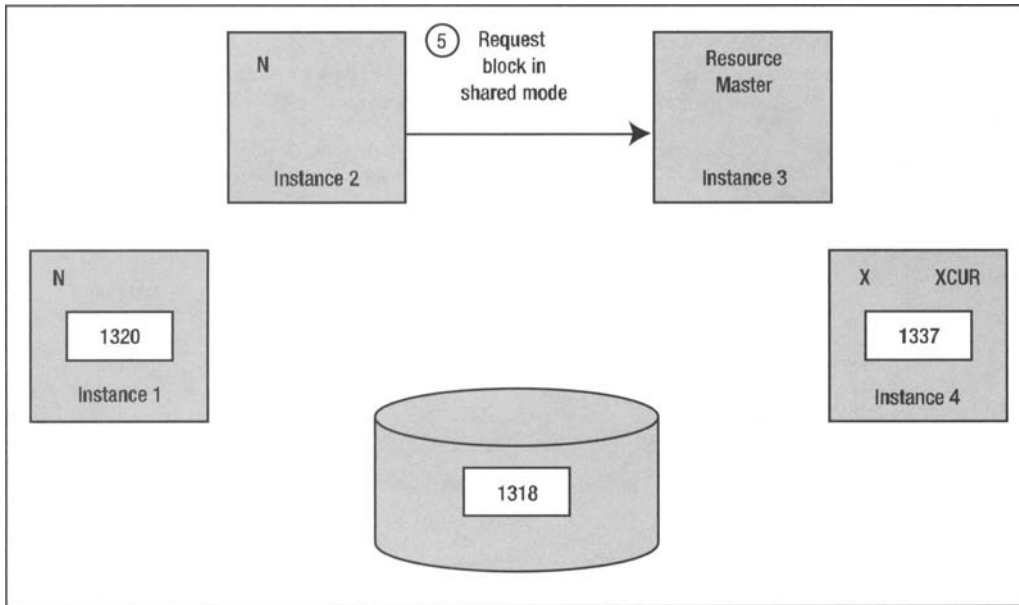 N
Instance 2
5
Request
block in
shared mode
Resource
Master
Instance 3
N
1320
Instance 1
X XCUR
1337
Instance 4
1318